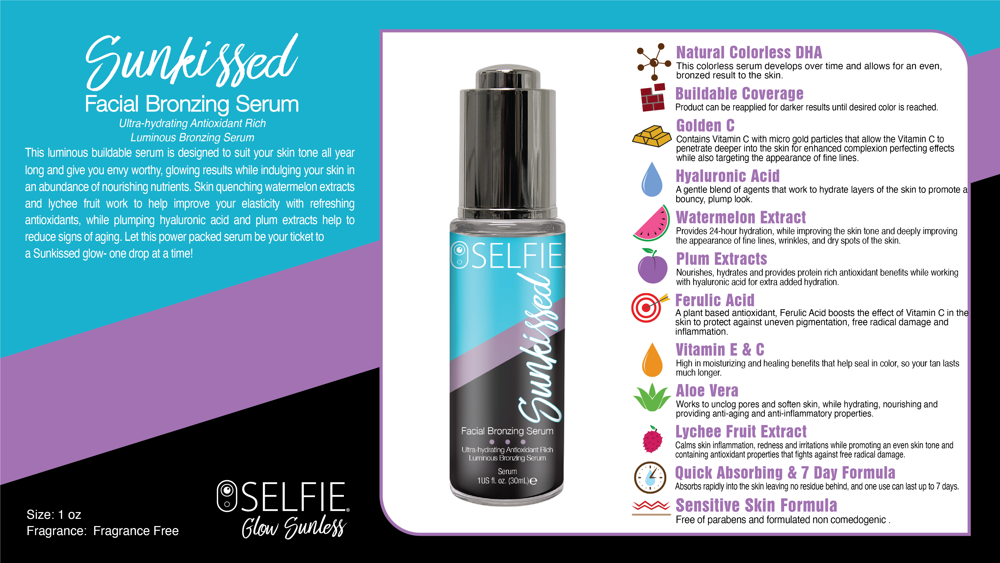 Sunkissed
Facial Bronzing Serum
Ultra-hydrating Antioxidant Rich
Luminous Bronzing Serum
This luminous buildable serum is designed to suit your skin tone all year
long and give you envy worthy, glowing results while indulging your skin in
an abundance of nourishing nutrients. Skin quenching watermelon extracts
and lychee fruit work to help improve your elasticity with refreshing
antioxidants, while plumping hyaluronic acid and plum extracts help to
reduce signs of aging. Let this power packed serum be your ticket to
a Sunkissed glow- one drop at a time!
Size: 1 oz
Fragrance: Fragrance Free
SELFIE®
Glow Sunless
SELFIE®
Sunkissed
Facial Bronzing Serum
Ultra-hydrating Antioxidant Rich
Luminous Bronzing Serum
Serum
1US fl. oz. (30mL)℮
Natural Colorless DHA
This colorless serum develops over time and allows for an even,
bronzed result to the skin.
Buildable Coverage
Product can be reapplied for darker results until desired color is reached.
Golden C
Contains Vitamin C with micro gold particles that allow the Vitamin C to
penetrate deeper into the skin for enhanced complexion perfecting effects
while also targeting the appearance of fine lines.
Hyaluronic Acid
A gentle blend of agents that work to hydrate layers of the skin to promote a
bouncy, plump look.
Watermelon Extract
Provides 24-hour hydration, while improving the skin tone and deeply improving
the appearance of fine lines, wrinkles, and dry spots of the skin.
Plum Extracts
Nourishes, hydrates and provides protein rich antioxidant benefits while working
with hyaluronic acid for extra added hydration.
Ferulic Acid
A plant based antioxidant, Ferulic Acid boosts the effect of Vitamin C in the
skin to protect against uneven pigmentation, free radical damage and
inflammation.
Vitamin E & C
High in moisturizing and healing benefits that help seal in color, so your tan lasts
much longer.
Aloe Vera
Works to unclog pores and soften skin, while hydrating, nourishing and
providing anti-aging and anti-inflammatory properties.
Lychee Fruit Extract
Calms skin inflammation, redness and irritations while promoting an even skin tone and
containing antioxidant properties that fights against free radical damage.
Quick Absorbing & 7 Day Formula
Absorbs rapidly into the skin leaving no residue behind, and one use can last up to 7 days.
Sensitive Skin Formula
Free of parabens and formulated non comedogenic .